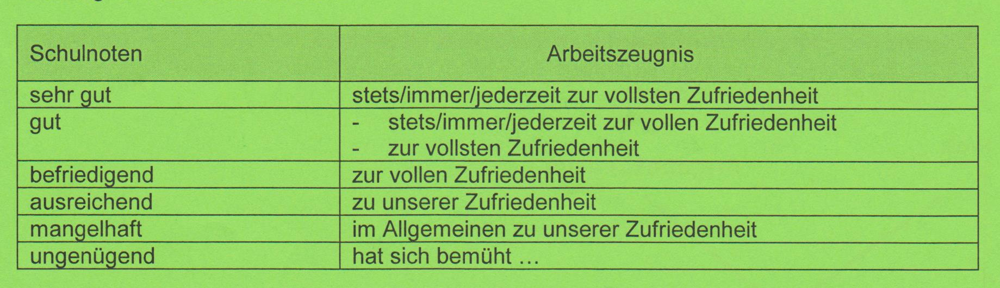 Schulnoten Arbeitszeugnis
sehr gut stets/immer/jederzeit zur vollsten Zufriedenheit
gut - stets/immer/jederzeit zur vollen Zufriedenheit
- zur vollsten Zufriedenheit
befriedigend zur vollen Zufriedenheit
ausreichend zu unserer Zufriedenheit
mangelhaft im Allgemeinen zu unserer Zufriedenheit
ungenügend hat sich bemüht …